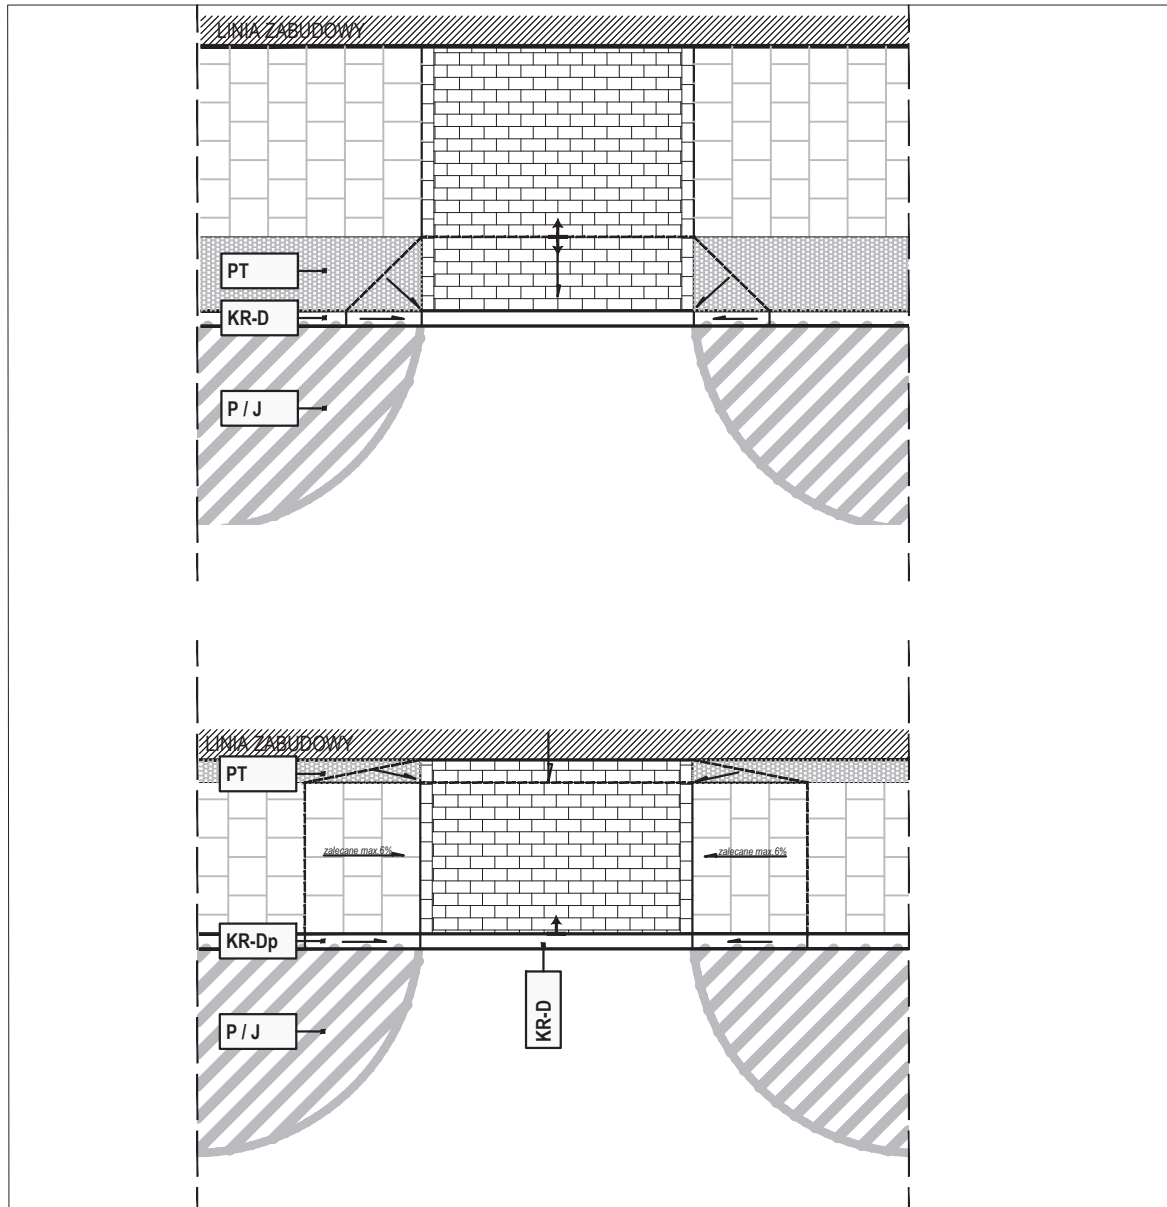 LINIA ZABUDOWY
PT
KR-D
P / J
LINIA ZABUDOWY
PT
zalecane max.6%
zalecane max.6%
KR-Dp
KR-D
P / J